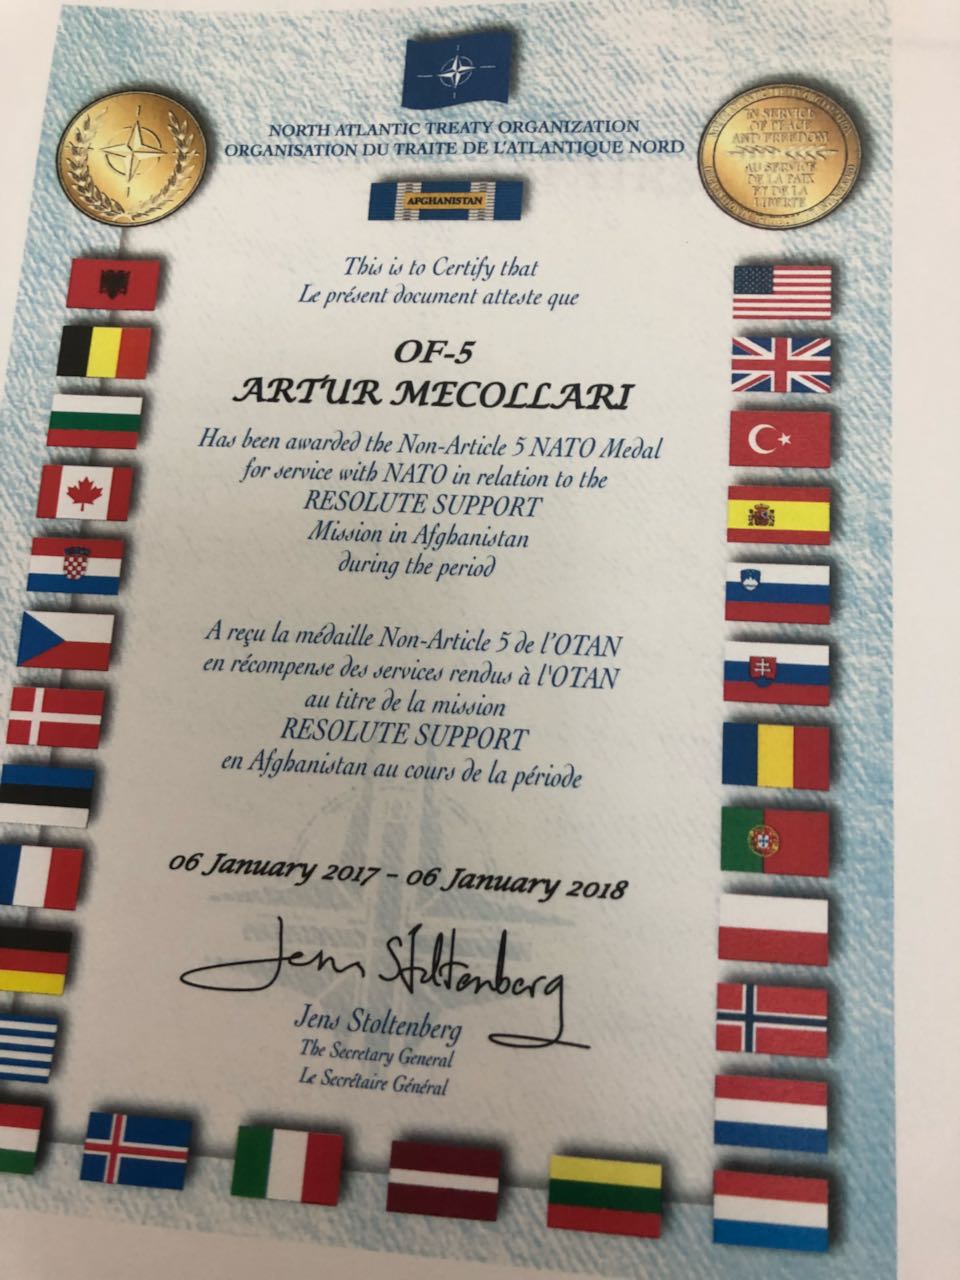 NORTH ATLANTIC TREATY ORGANIZATION
ORGANISATION DU TRAITE DE L'ATLANTIQUE NORD
IN SERVICE
OF PEACE
AND FREEDOM
AU SERVICE
DE LA PAIX
ET DE LA
LIBERTE
AFGHANISTAN
This is to Certify that
Le présent document atteste que
OF-5
ARTUR MECOLLARI
Has been awarded the Non-Article 5 NATO Medal
for service with NATO in relation to the
RESOLUTE SUPPORT
Mission in Afghanistan
during the period
A reçu la médaille Non-Article 5 de l'OTAN
en récompense des services rendus à l'OTAN
au titre de la mission
RESOLUTE SUPPORT
en Afghanistan au cours de la période
06 January 2017 - 06 January 2018
Jens Stoltenberg
Jens Stoltenberg
The Secretary General
Le Secrétaire Général